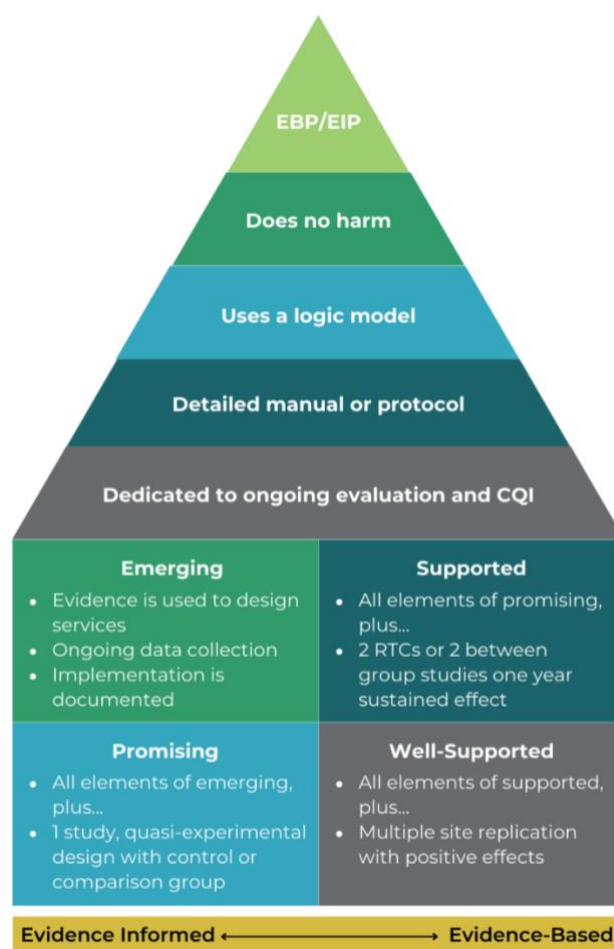 EBP/EIP
Does no harm
Uses a logic model
Detailed manual or protocol
Dedicated to ongoing evaluation and CQI
Emerging
• Evidence is used to design
services
• Ongoing data collection
• Implementation is
documented
Supported
• All elements of promising,
plus...
• 2 RTCs or 2 between
group studies one year
sustained effect
Promising
• All elements of emerging,
plus...
• 1 study, quasi-experimental
design with control or
comparison group
Well-Supported
• All elements of supported,
plus...
• Multiple site replication
with positive effects
Evidence Informed ⟷ Evidence-Based